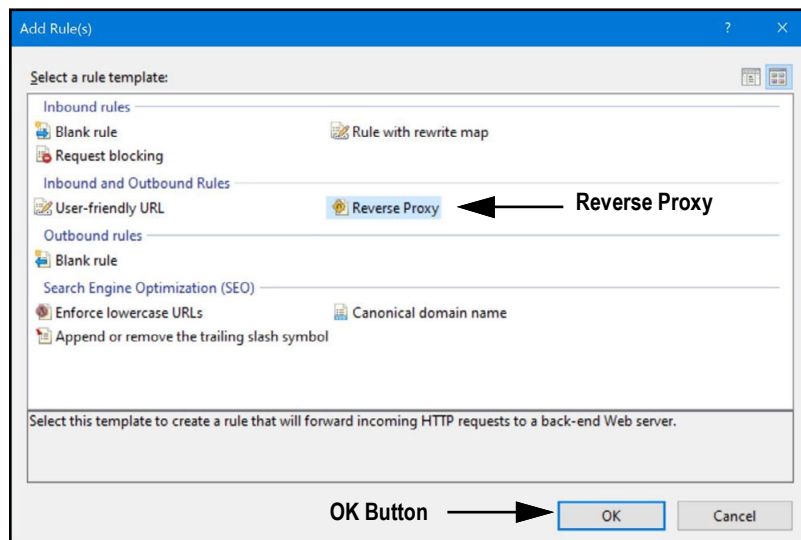 Add Rule(s) ? ×
Select a rule template:
Inbound rules
Blank rule Rule with rewrite map
Request blocking
Inbound and Outbound Rules
User-friendly URL Reverse Proxy Reverse Proxy
Outbound rules
Blank rule
Search Engine Optimization (SEO)
Enforce lowercase URLs Canonical domain name
Append or remove the trailing slash symbol
Select this template to create a rule that will forward incoming HTTP requests to a back-end Web server.
OK Button OK Cancel